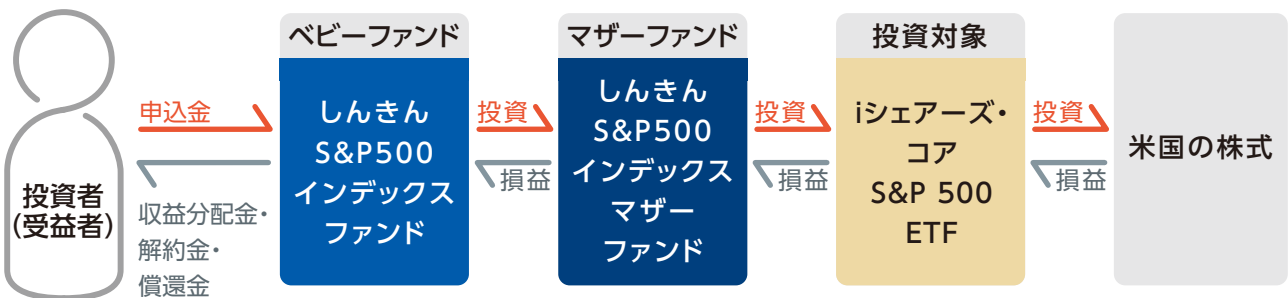 投資者
(受益者)
申込金
収益分配金・
解約金・
償還金
ベビーファンド
しんきん
S&P500
インデックス
ファンド
投資
損益
マザーファンド
しんきん
S&P500
インデックス
マザー
ファンド
投資
損益
投資対象
iシェアーズ・
コア
S&P 500
ETF
投資
損益
米国の株式